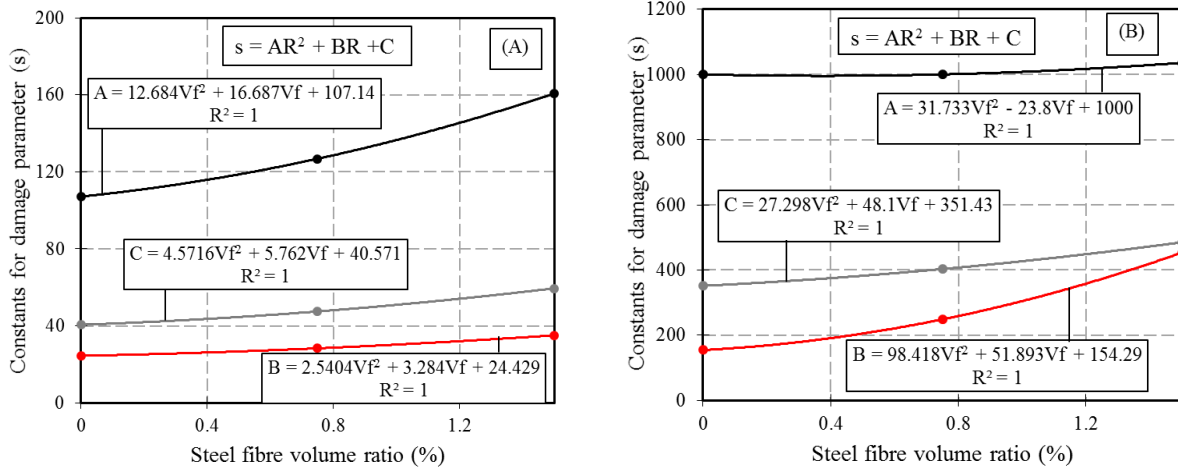 Constants for damage parameter (s)
200
160
120
80
40
0
s = AR² + BR +C
(A)
A = 12.684Vf² + 16.687Vf + 107.14
R² = 1
C = 4.5716Vf² + 5.762Vf + 40.571
R² = 1
B = 2.5404Vf² + 3.284Vf + 24.429
R² = 1
0
0.4
0.8
1.2
Steel fibre volume ratio (%)
Constants for damage parameter (s)
1200
1000
800
600
400
200
0
s = AR² + BR + C
(B)
A = 31.733Vf² - 23.8Vf + 1000
R² = 1
C = 27.298Vf² + 48.1Vf + 351.43
R² = 1
B = 98.418Vf² + 51.893Vf + 154.29
R² = 1
0
0.4
0.8
1.2
Steel fibre volume ratio (%)